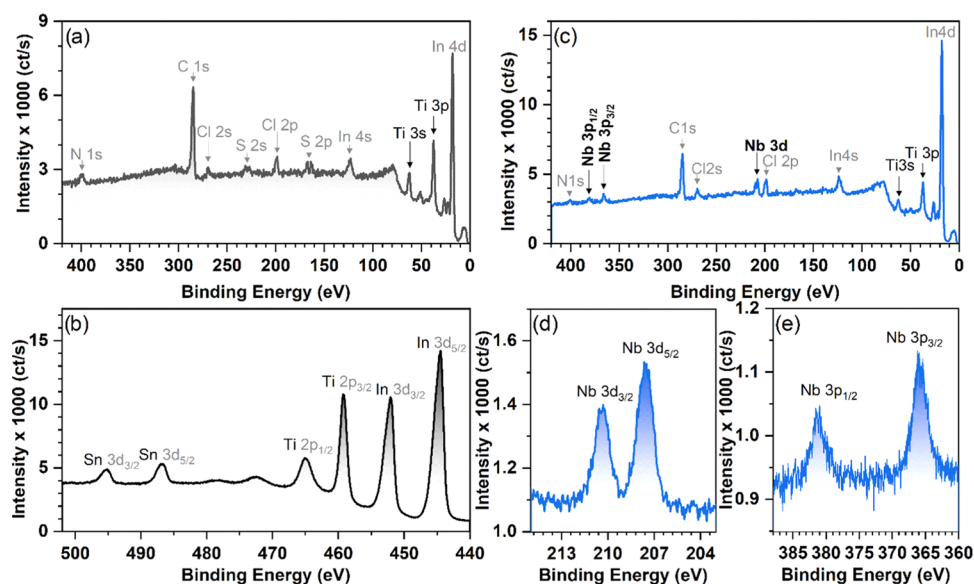 (a)
9
6
3
0
Intensity x 1000 (ct/s)
N 1s
C 1s
Cl 2s
S 2s
Cl 2p
S 2p
In 4s
Ti 3s
Ti 3p
In 4d
400 350 300 250 200 150 100 50 0
Binding Energy (eV)
(c)
15
10
5
0
Intensity x 1000 (ct/s)
N1s
Nb 3p1/2
Nb 3p3/2
C1s
Cl2s
Nb 3d
Cl 2p
In4s
Ti3s
Ti 3p
In4d
400 350 300 250 200 150 100 50 0
Binding Energy (eV)
(b)
15
10
5
0
Intensity x 1000 (ct/s)
Sn 3d3/2
Sn 3d5/2
Ti 2p1/2
Ti 2p3/2
In 3d3/2
In 3d5/2
500 490 480 470 460 450 440
Binding Energy (eV)
(d)
1.6
1.4
1.2
1.0
Intensity x 1000 (ct/s)
Nb 3d3/2
Nb 3d5/2
213 210 207 204
Binding Energy (eV)
(e)
1.2
1.1
1.0
0.9
Intensity x 1000 (ct/s)
Nb 3p1/2
Nb 3p3/2
385 380 375 370 365 360
Binding Energy (eV)